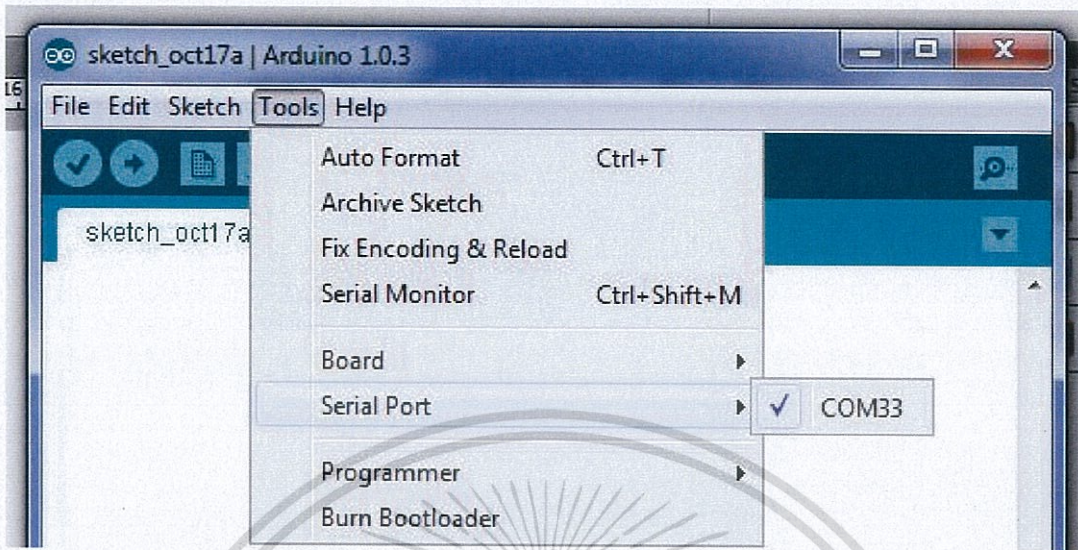 sketch_oct17a | Arduino 1.0.3
16
File Edit Sketch Tools Help
Auto Format Ctrl+T
Archive Sketch
sketch_oct17a
Fix Encoding & Reload
Serial Monitor Ctrl+Shift+M
Board
Serial Port COM33
Programmer
Burn Bootloader